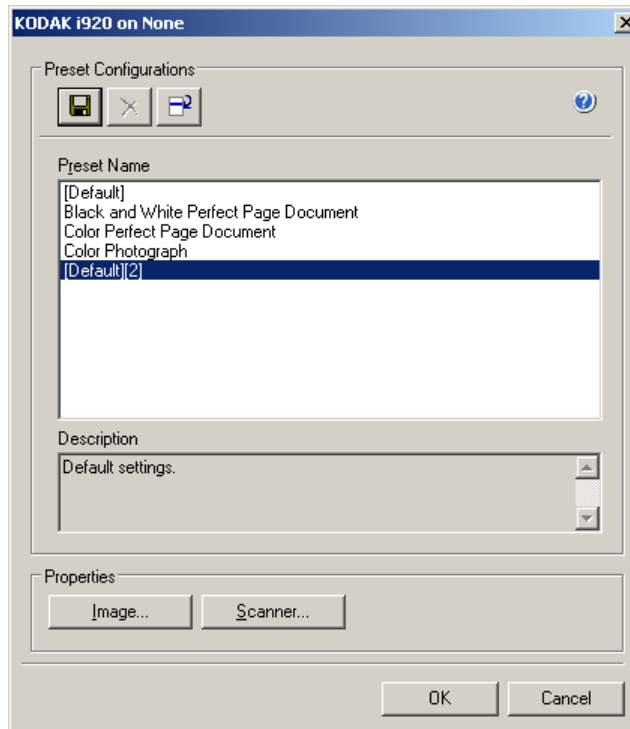 KODAK i920 on None
Preset Configurations
Preset Name
[Default]
Black and White Perfect Page Document
Color Perfect Page Document
Color Photograph
[Default][2]
Description
Default settings.
Properties
Image... Scanner...
OK Cancel